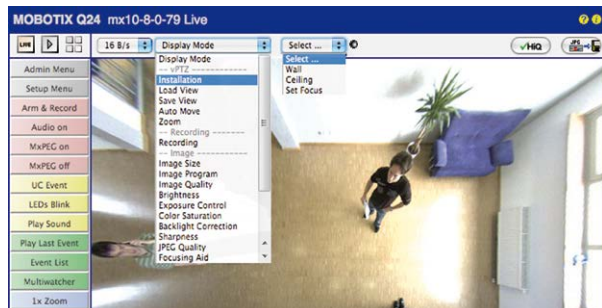 MOBOTIX Q24 mx10-8-0-79 Live
LIVE
16 B/s
Display Mode
Select ...
HiQ
JPG
Display Mode
-- vPTZ ------------
Installation
Load View
Save View
Auto Move
Zoom
-- Recording -------
Recording
-- Image -----------
Image Size
Image Program
Image Quality
Brightness
Exposure Control
Color Saturation
Backlight Correction
Sharpness
JPEG Quality
Focusing Aid
Select ...
Wall
Ceiling
Set Focus
Admin Menu
Setup Menu
Arm & Record
Audio on
MxPEG on
MxPEG off
UC Event
LEDs Blink
Play Sound
Play Last Event
Event List
Multiwatcher
1x Zoom